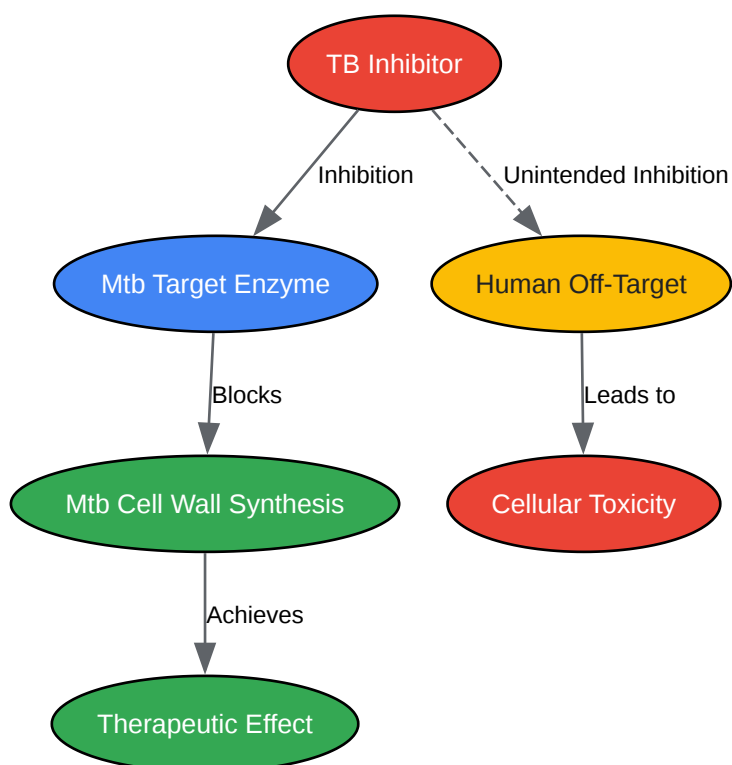 TB Inhibitor
Inhibition
Unintended Inhibition
Mtb Target Enzyme
Human Off-Target
Blocks
Leads to
Mtb Cell Wall Synthesis
Cellular Toxicity
Achieves
Therapeutic Effect